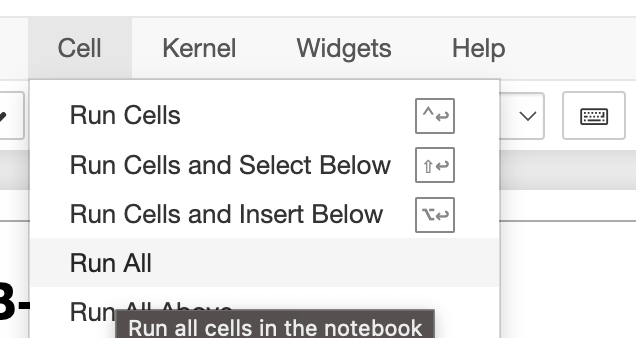 Cell Kernel Widgets Help
Run Cells ^↩
Run Cells and Select Below ⇧↩
Run Cells and Insert Below ⌥↩
Run All
Run All Above
Run all cells in the notebook